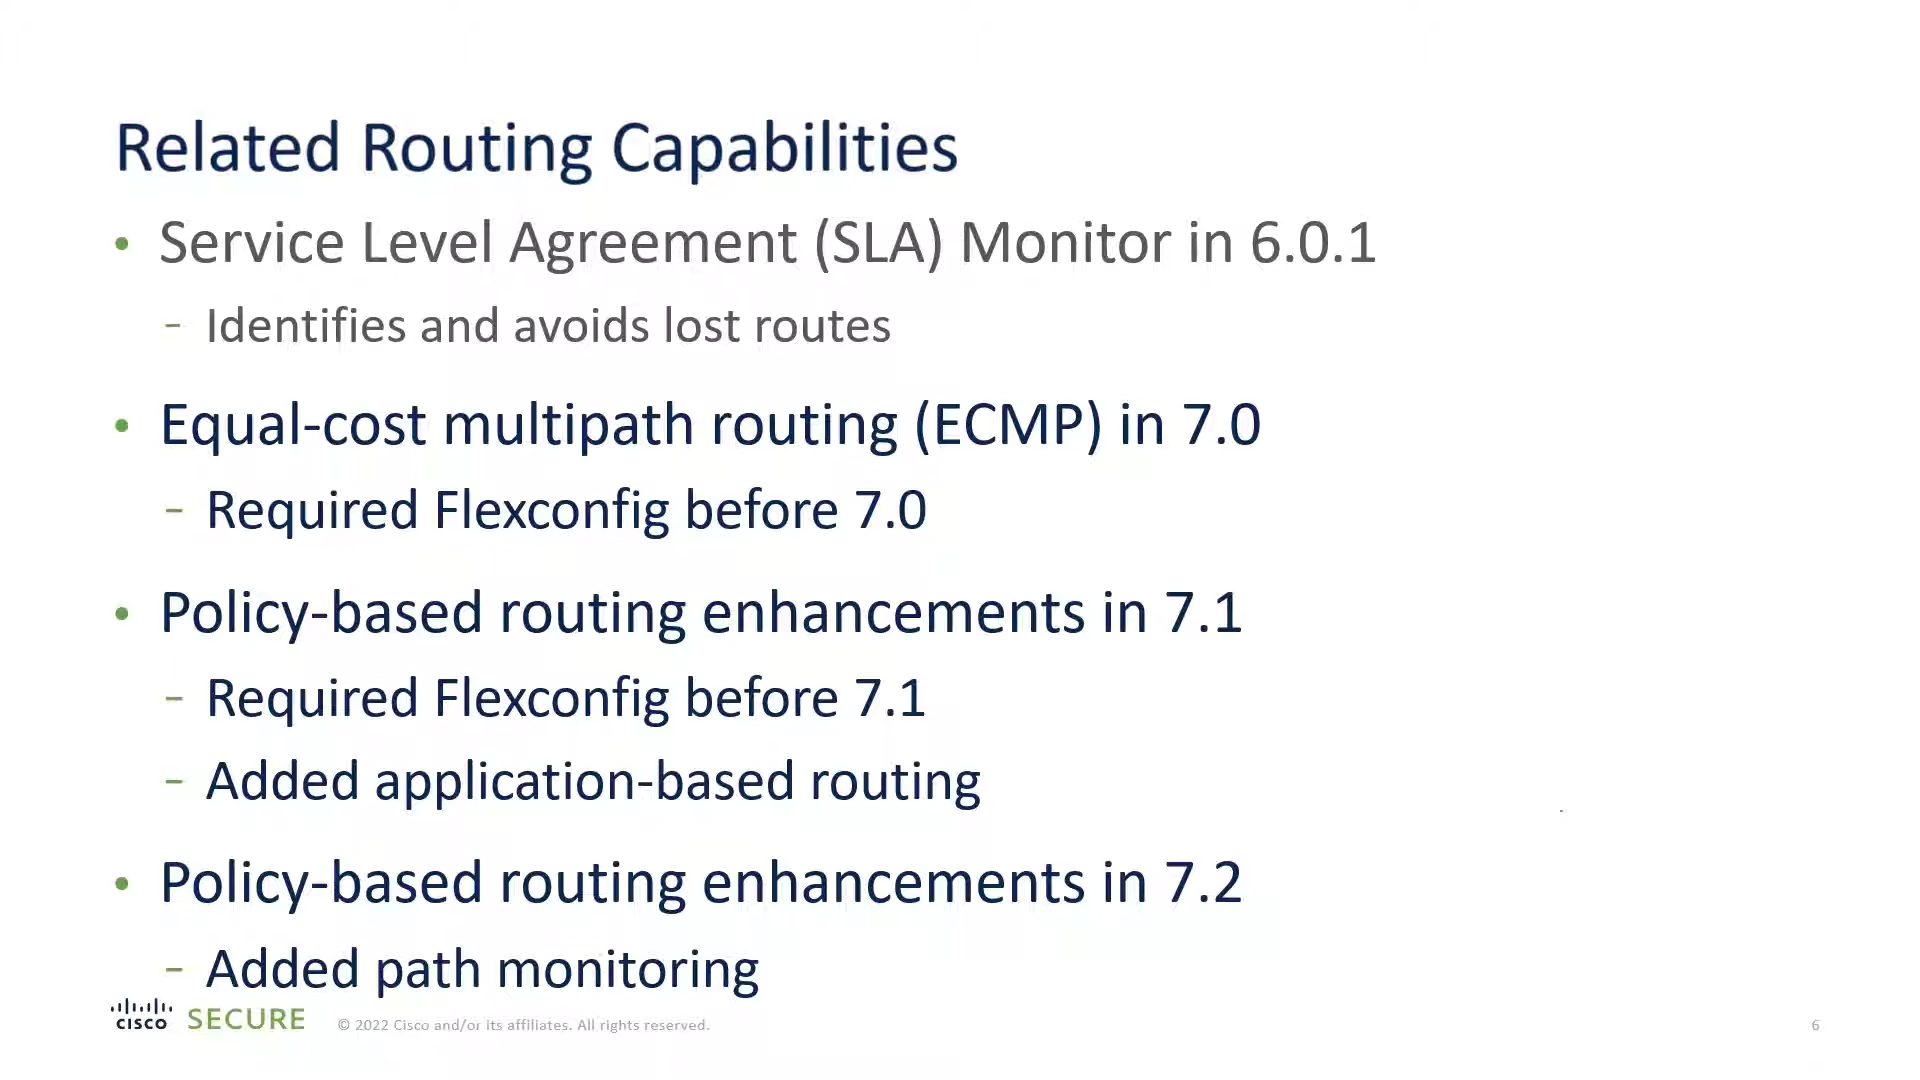 Related Routing Capabilities
• Service Level Agreement (SLA) Monitor in 6.0.1
– Identifies and avoids lost routes
• Equal-cost multipath routing (ECMP) in 7.0
– Required Flexconfig before 7.0
• Policy-based routing enhancements in 7.1
– Required Flexconfig before 7.1
– Added application-based routing
• Policy-based routing enhancements in 7.2
– Added path monitoring
CISCO SECURE © 2022 Cisco and/or its affiliates. All rights reserved. 6